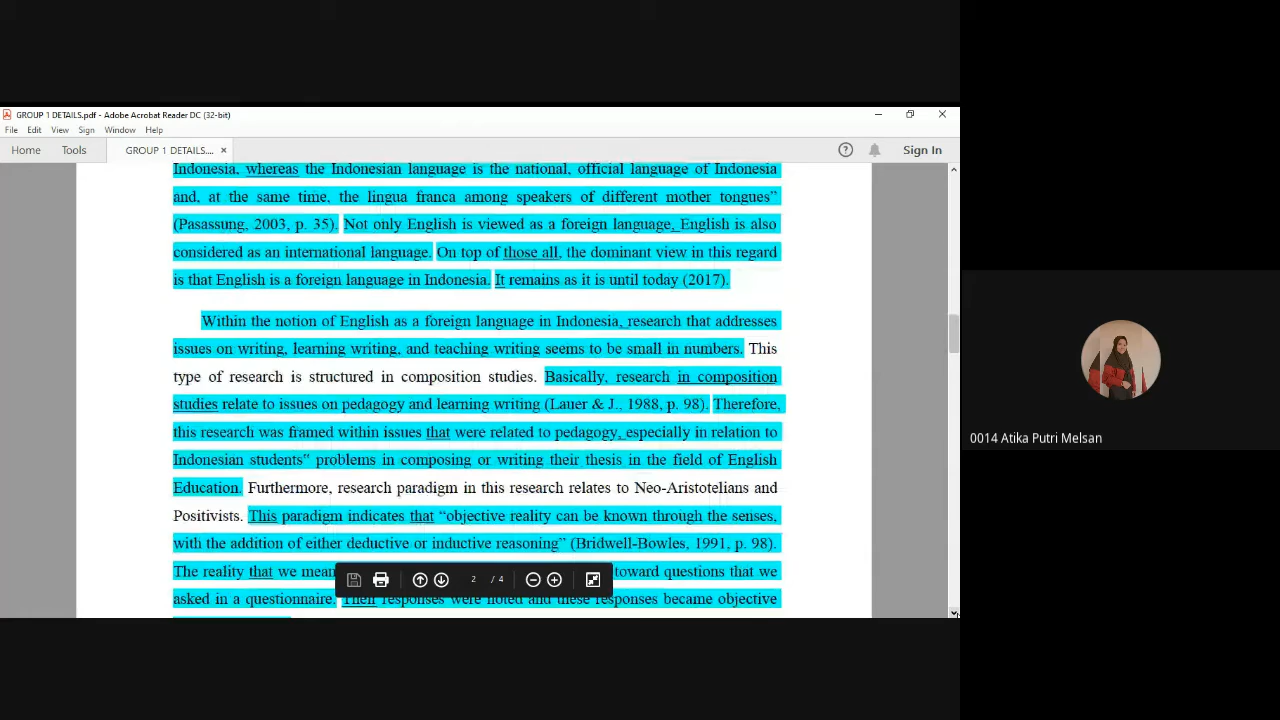 GROUP 1 DETAILS.pdf - Adobe Acrobat Reader DC (32-bit)
File Edit View Sign Window Help
Home Tools GROUP 1 DETAILS.... × Sign In
Indonesia, whereas the Indonesian language is the national, official language of Indonesia
and, at the same time, the lingua franca among speakers of different mother tongues”
(Pasassung, 2003, p. 35). Not only English is viewed as a foreign language, English is also
considered as an international language. On top of those all, the dominant view in this regard
is that English is a foreign language in Indonesia. It remains as it is until today (2017).
Within the notion of English as a foreign language in Indonesia, research that addresses
issues on writing, learning writing, and teaching writing seems to be small in numbers. This
type of research is structured in composition studies. Basically, research in composition
studies relate to issues on pedagogy and learning writing (Lauer & J., 1988, p. 98). Therefore,
this research was framed within issues that were related to pedagogy, especially in relation to
Indonesian students‟ problems in composing or writing their thesis in the field of English
Education. Furthermore, research paradigm in this research relates to Neo-Aristotelians and
Positivists. This paradigm indicates that “objective reality can be known through the senses,
with the addition of either deductive or inductive reasoning” (Bridwell-Bowles, 1991, p. 98).
The reality that we mean toward questions that we
2 / 4
asked in a questionnaire. Their responses were noted and these responses became objective
0014 Atika Putri Melsan